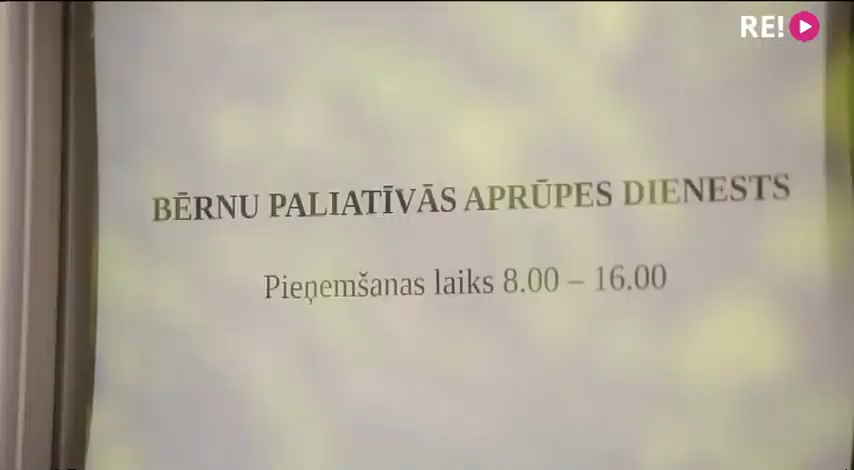 RE!
BĒRNU PALIATĪVĀS APRŪPES DIENESTS
Pieņemšanas laiks 8.00 – 16.00